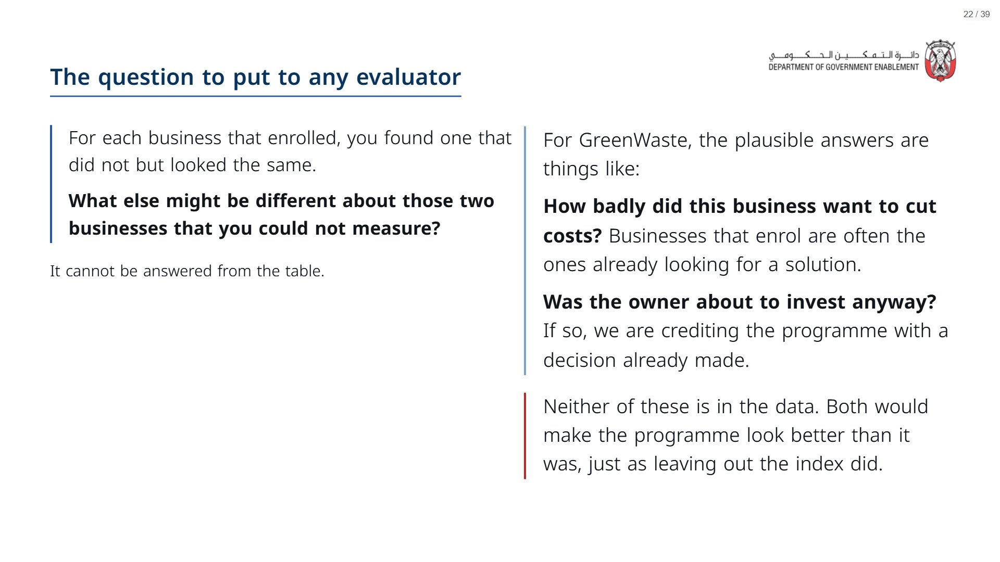 22 / 39
دائرة التمكين الحكومي
DEPARTMENT OF GOVERNMENT ENABLEMENT
The question to put to any evaluator
For each business that enrolled, you found one that
did not but looked the same.
What else might be different about those two
businesses that you could not measure?
It cannot be answered from the table.
For GreenWaste, the plausible answers are
things like:
How badly did this business want to cut
costs? Businesses that enrol are often the
ones already looking for a solution.
Was the owner about to invest anyway?
If so, we are crediting the programme with a
decision already made.
Neither of these is in the data. Both would
make the programme look better than it
was, just as leaving out the index did.